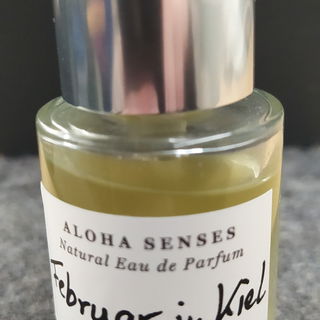 ALOHA SENSES
Natural Eau de Parfum
Februar in Kiel